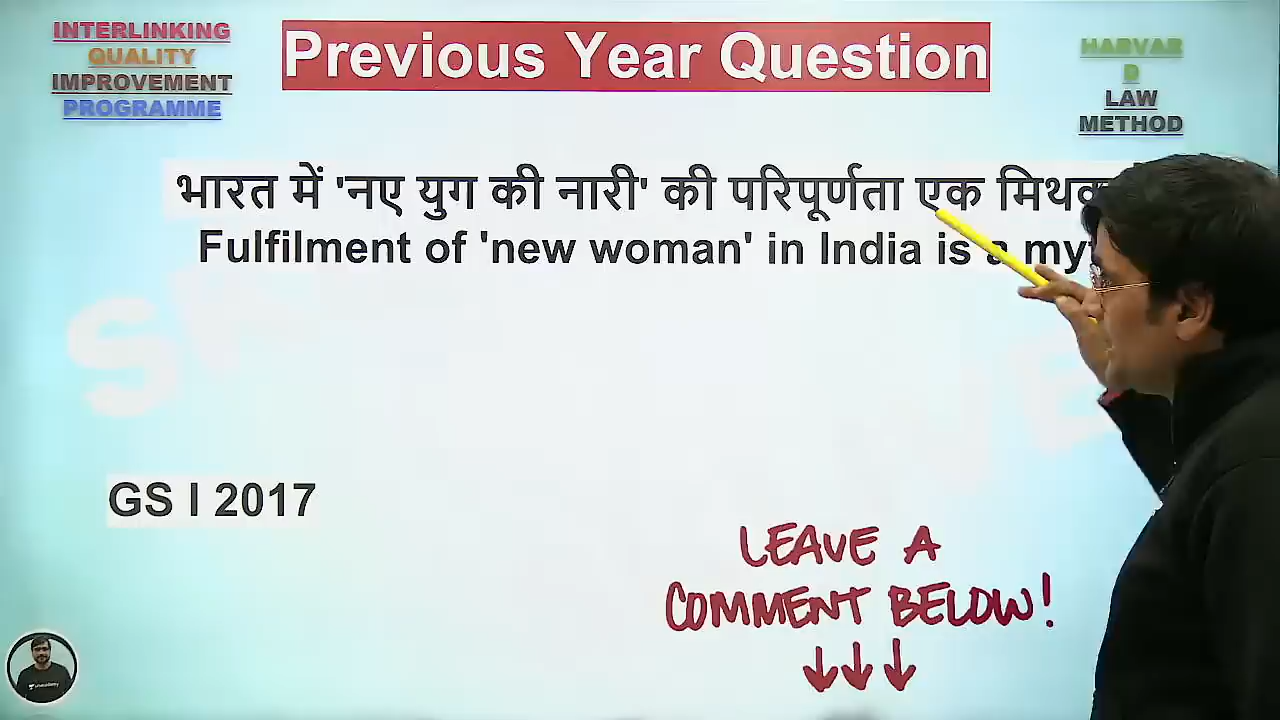 INTERLINKING
QUALITY
IMPROVEMENT
PROGRAMME
Previous Year Question
HARVAR
D
LAW
METHOD
भारत में 'नए युग की नारी' की परिपूर्णता एक
Fulfilment of 'new woman' in India is a
GS I 2017
LEAVE A
COMMENT BELOW!